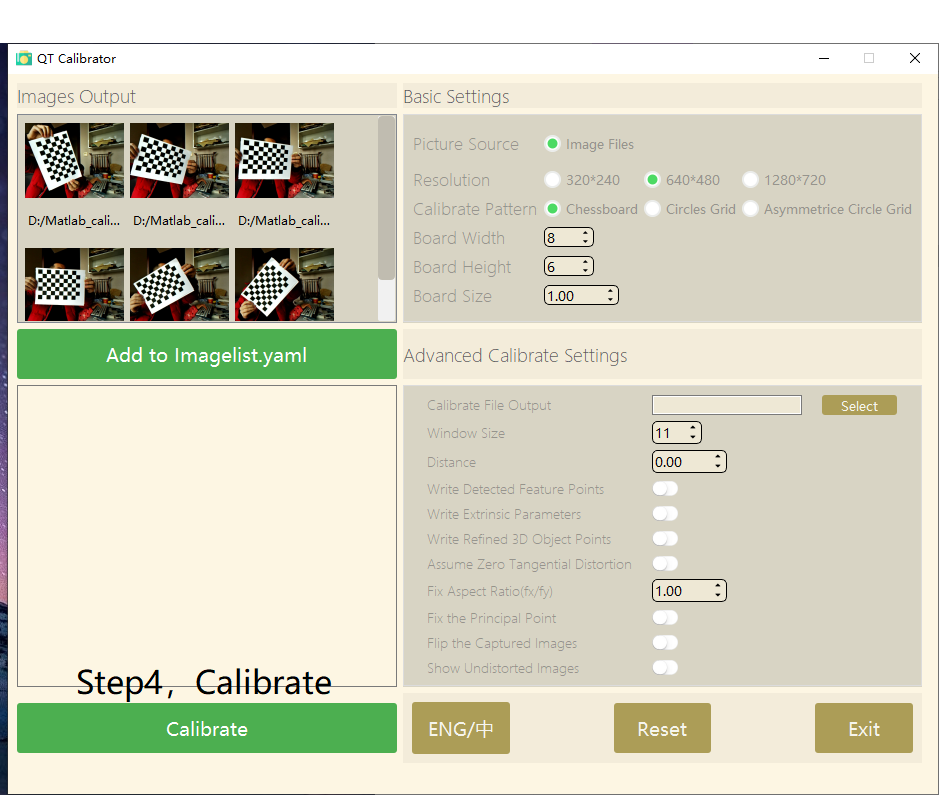 QT Calibrator
Images Output
D:/Matlab_cali... D:/Matlab_cali... D:/Matlab_cali...
Add to Imagelist.yaml
Step4，Calibrate
Calibrate
Basic Settings
Picture Source Image Files
Resolution 320*240 640*480 1280*720
Calibrate Pattern Chessboard Circles Grid Asymmetrice Circle Grid
Board Width 8
Board Height 6
Board Size 1.00
Advanced Calibrate Settings
Calibrate File Output Select
Window Size 11
Distance 0.00
Write Detected Feature Points
Write Extrinsic Parameters
Write Refined 3D Object Points
Assume Zero Tangential Distortion
Fix Aspect Ratio(fx/fy) 1.00
Fix the Principal Point
Flip the Captured Images
Show Undistorted Images
ENG/中 Reset Exit